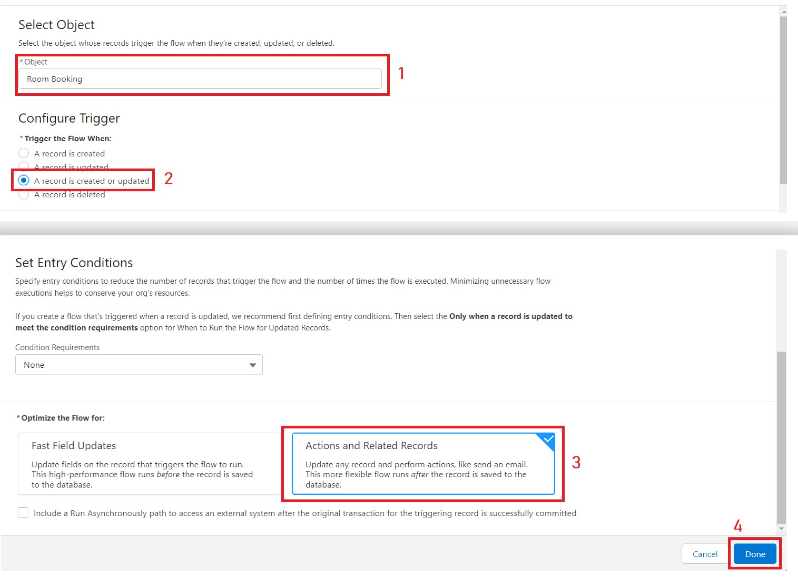 Select Object
Select the object whose records trigger the flow when they're created, updated, or deleted.
*Object
Room Booking
1
Configure Trigger
*Trigger the Flow When:
A record is created
A record is updated
A record is created or updated
2
A record is deleted
Set Entry Conditions
Specify entry conditions to reduce the number of records that trigger the flow and the number of times the flow is executed. Minimizing unnecessary flow
executions helps to conserve your org's resources.
If you create a flow that's triggered when a record is updated, we recommend first defining entry conditions. Then select the Only when a record is updated to
meet the condition requirements option for When to Run the Flow for Updated Records.
Condition Requirements
None
*Optimize the Flow for:
Fast Field Updates
Update fields on the record that triggers the flow to run.
This high-performance flow runs before the record is saved
to the database.
Actions and Related Records
Update any record and perform actions, like send an email.
This more flexible flow runs after the record is saved to the
database.
3
Include a Run Asynchronously path to access an external system after the original transaction for the triggering record is successfully committed
4
Cancel
Done